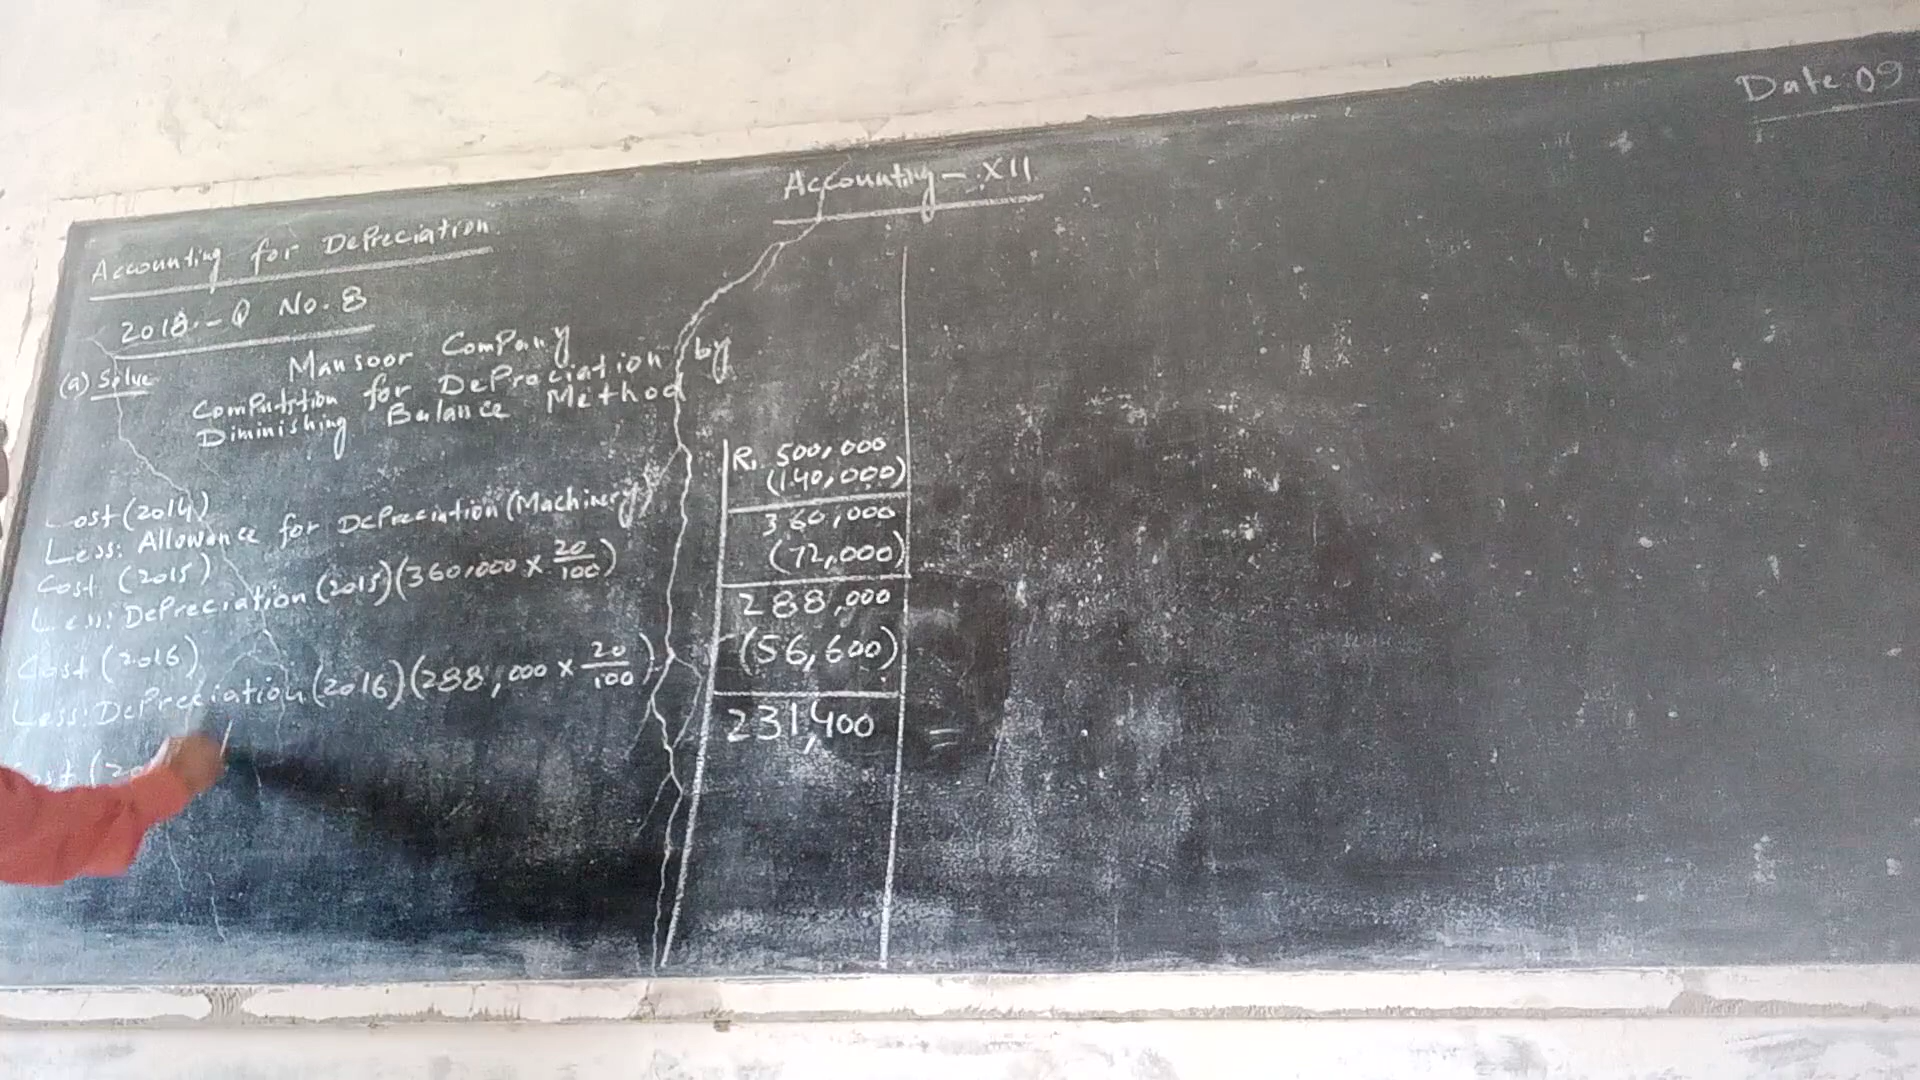 Date: 09
Accounting - XII
Accounting for Depreciation
2018 - Q No. 8
(a) Solve
Mansoor Company
Computation for Depreciation by
Diminishing Balance Method
Cost (2014) R. 500,000
Less: Allowance for Depreciation (Machinery) (140,000)
Cost (2015) 360,000
Less: Depreciation (2015) (360,000 × 20/100) (72,000)
Cost (2016) 288,000
Less: Depreciation (2016) (288,000 × 20/100) (56,600)
231,400 =